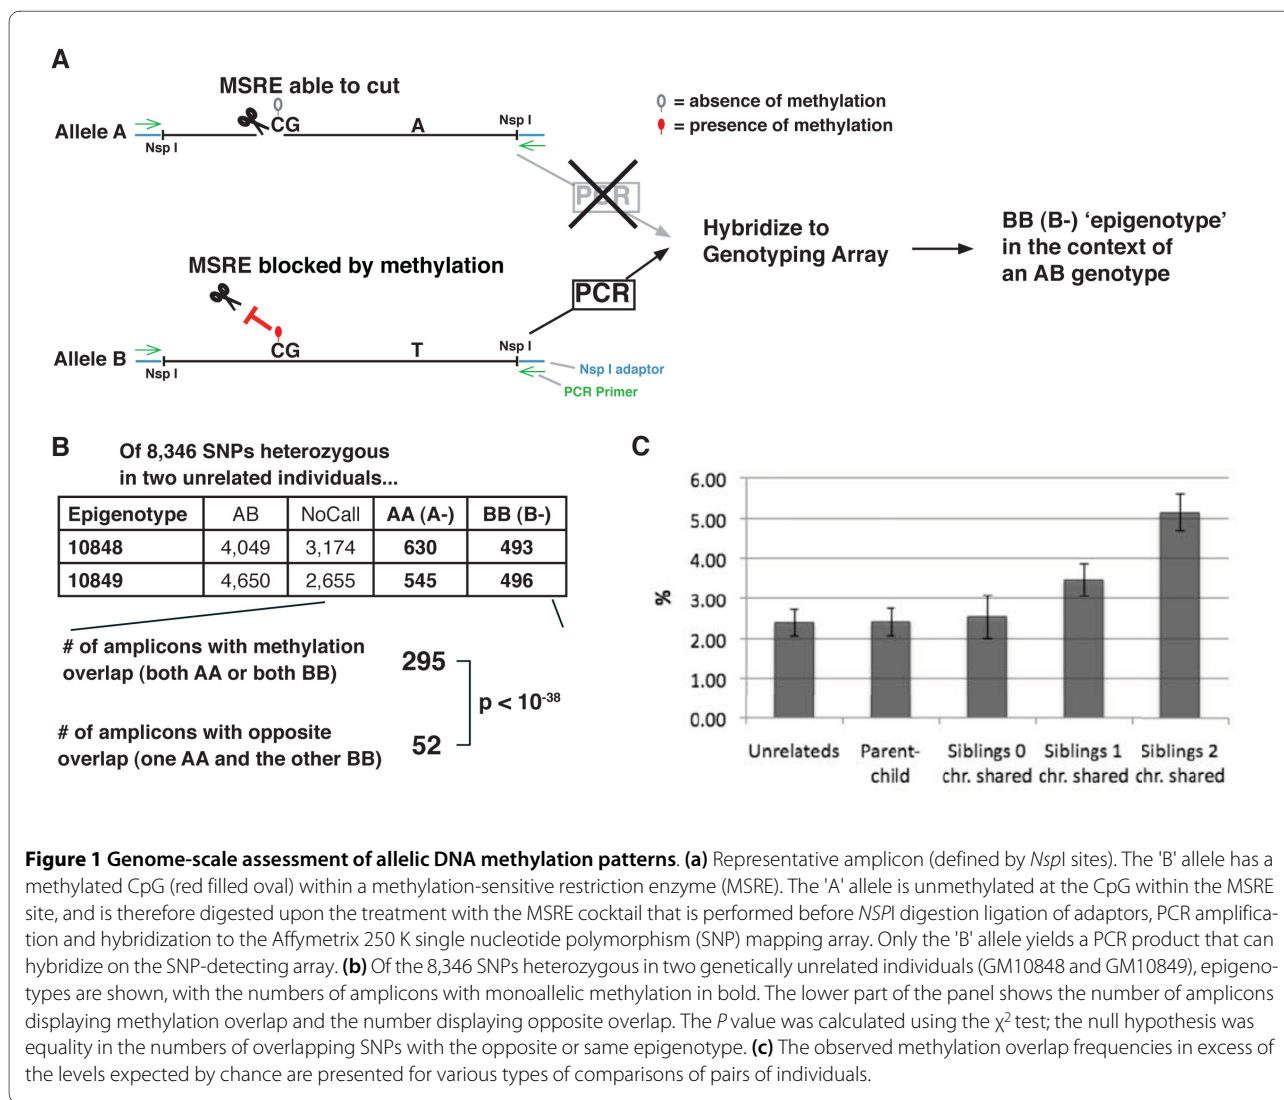 A
MSRE able to cut
Allele A
CG
A
Nsp I
Nsp I
= absence of methylation
= presence of methylation
PCR
Hybridize to
Genotyping Array
BB (B-) ‘epigenotype’
in the context of
an AB genotype
MSRE blocked by methylation
PCR
Allele B
CG
T
Nsp I
Nsp I
Nsp I adaptor
PCR Primer
B
Of 8,346 SNPs heterozygous
in two unrelated individuals...
Epigenotype AB NoCall AA (A-) BB (B-)
10848 4,049 3,174 630 493
10849 4,650 2,655 545 496
# of amplicons with methylation
overlap (both AA or both BB)
295
p < 10-38
# of amplicons with opposite
overlap (one AA and the other BB)
52
C
6.00
5.00
4.00
3.00
2.00
1.00
0.00
%
Unrelateds
Parent-
child
Siblings 0
chr. shared
Siblings 1
chr. shared
Siblings 2
chr. shared
Figure 1 Genome-scale assessment of allelic DNA methylation patterns. (a) Representative amplicon (defined by NspI sites). The 'B' allele has a
methylated CpG (red filled oval) within a methylation-sensitive restriction enzyme (MSRE). The 'A' allele is unmethylated at the CpG within the MSRE
site, and is therefore digested upon the treatment with the MSRE cocktail that is performed before NSPI digestion ligation of adaptors, PCR amplifica-
tion and hybridization to the Affymetrix 250 K single nucleotide polymorphism (SNP) mapping array. Only the 'B' allele yields a PCR product that can
hybridize on the SNP-detecting array. (b) Of the 8,346 SNPs heterozygous in two genetically unrelated individuals (GM10848 and GM10849), epigeno-
types are shown, with the numbers of amplicons with monoallelic methylation in bold. The lower part of the panel shows the number of amplicons
displaying methylation overlap and the number displaying opposite overlap. The P value was calculated using the χ2 test; the null hypothesis was
equality in the numbers of overlapping SNPs with the opposite or same epigenotype. (c) The observed methylation overlap frequencies in excess of
the levels expected by chance are presented for various types of comparisons of pairs of individuals.